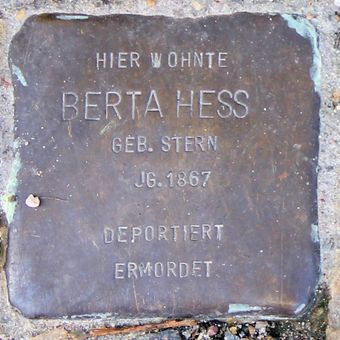 HIER WOHNTE
BERTA HESS
GEB. STERN
JG. 1867
DEPORTIERT
ERMORDET